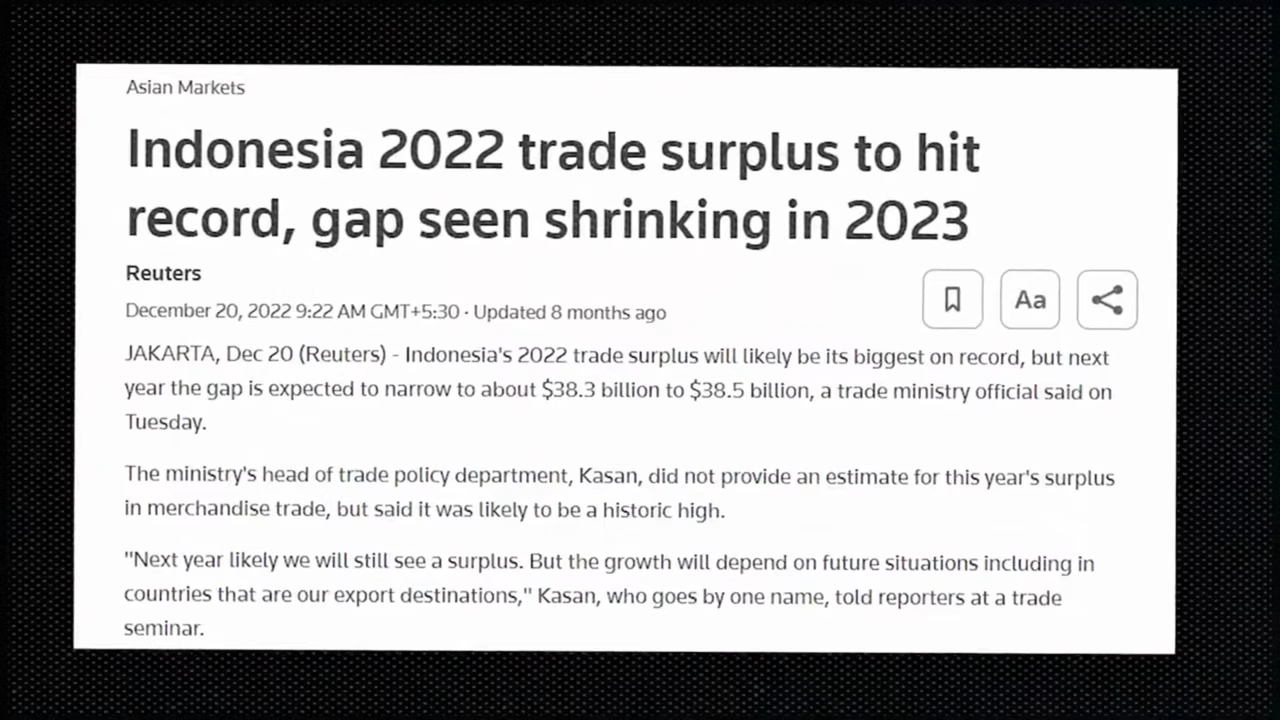 Asian Markets
Indonesia 2022 trade surplus to hit
record, gap seen shrinking in 2023
Reuters
December 20, 2022 9:22 AM GMT+5:30 · Updated 8 months ago
Aa
JAKARTA, Dec 20 (Reuters) - Indonesia's 2022 trade surplus will likely be its biggest on record, but next
year the gap is expected to narrow to about $38.3 billion to $38.5 billion, a trade ministry official said on
Tuesday.
The ministry's head of trade policy department, Kasan, did not provide an estimate for this year's surplus
in merchandise trade, but said it was likely to be a historic high.
"Next year likely we will still see a surplus. But the growth will depend on future situations including in
countries that are our export destinations," Kasan, who goes by one name, told reporters at a trade
seminar.